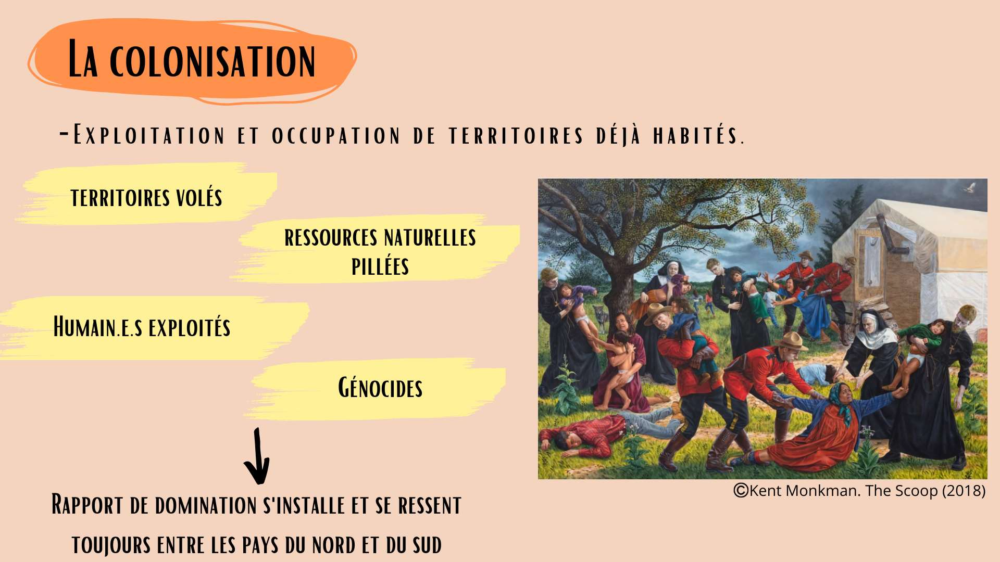 La colonisation
-Exploitation et occupation de territoires déjà habités.
territoires volés
ressources naturelles
pillées
Humain.e.s exploités
Génocides
Rapport de domination s'installe et se ressent
toujours entre les pays du nord et du sud
©Kent Monkman. The Scoop (2018)